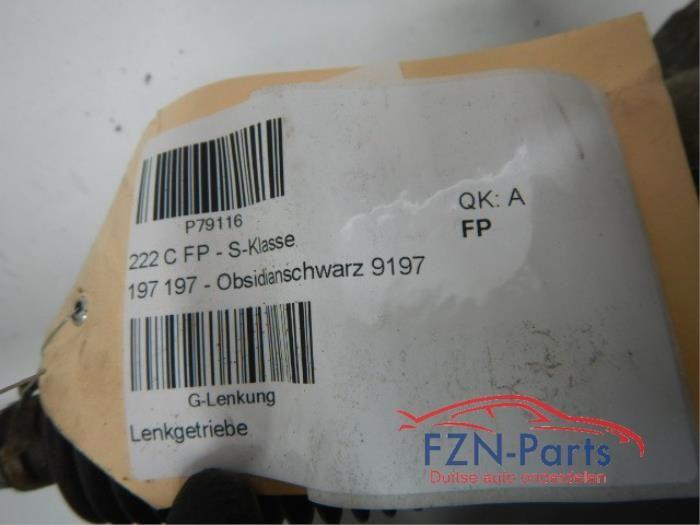 P79116
222 C FP - S-Klasse
197 197 - Obsidianschwarz 9197
QK: A
FP
G-Lenkung
Lenkgetriebe
FZN-Parts
Duitse auto onderdelen